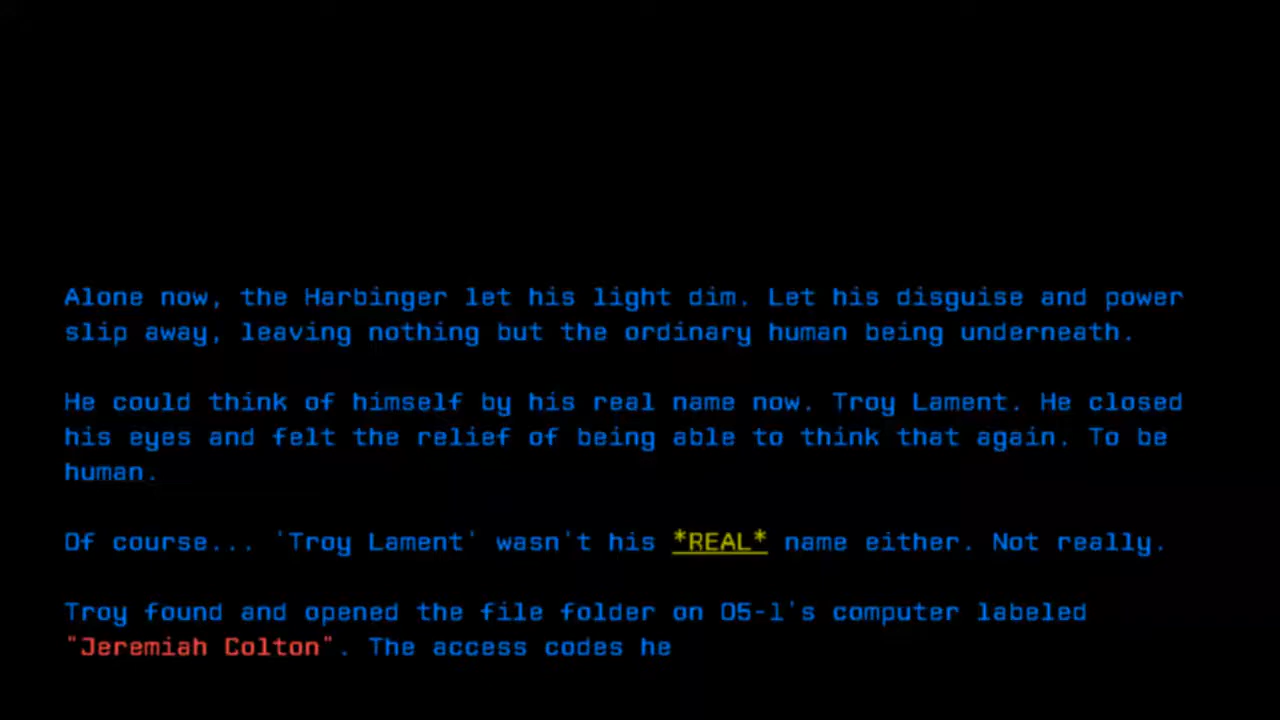 Alone now, the Harbinger let his light dim. Let his disguise and power
slip away, leaving nothing but the ordinary human being underneath.
He could think of himself by his real name now. Troy Lament. He closed
his eyes and felt the relief of being able to think that again. To be
human.
Of course... 'Troy Lament' wasn't his *REAL* name either. Not really.
Troy found and opened the file folder on O5-1's computer labeled
"Jeremiah Colton". The access codes he